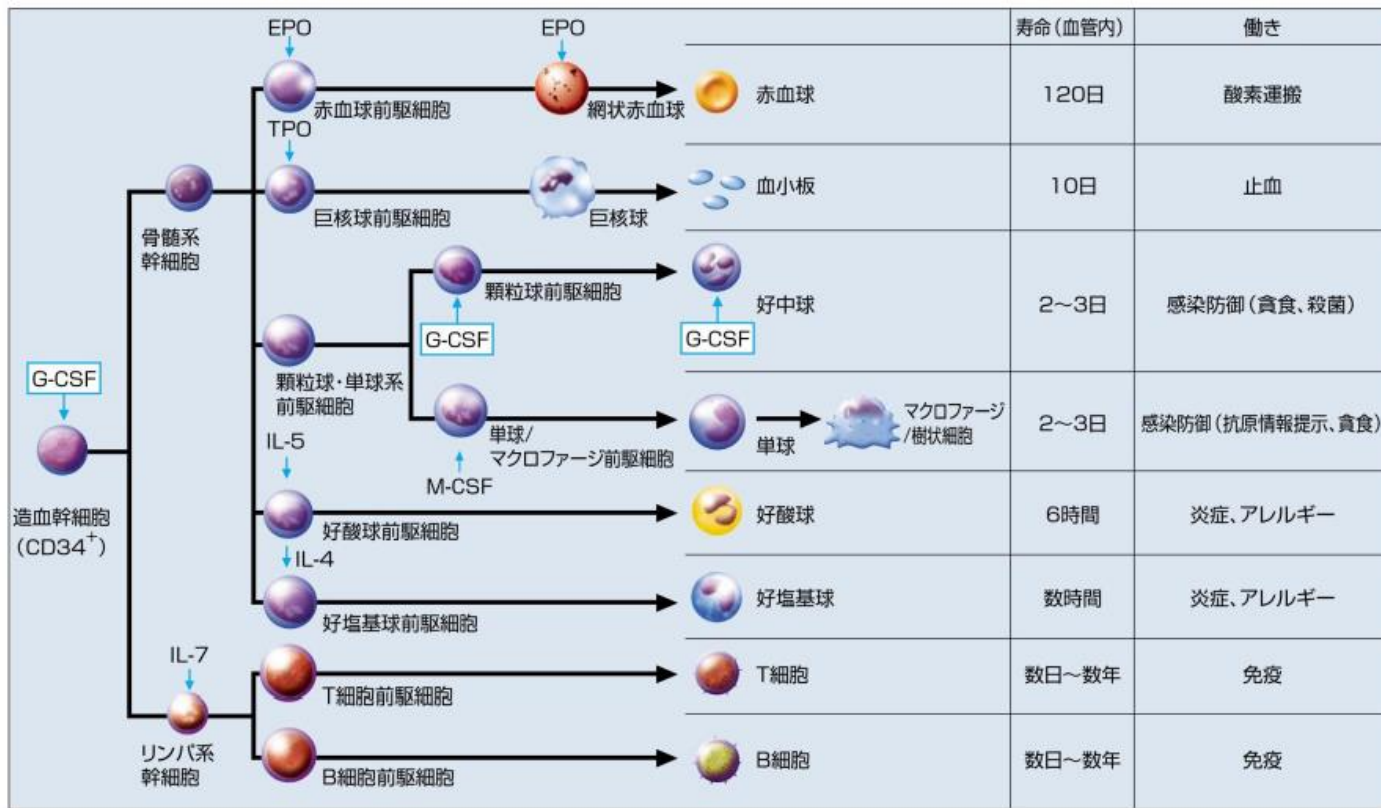 寿命（血管内）
働き
EPO
EPO
赤血球前駆細胞
網状赤血球
赤血球
120日
酸素運搬
TPO
巨核球前駆細胞
巨核球
血小板
10日
止血
骨髄系
幹細胞
顆粒球前駆細胞
好中球
2〜3日
感染防御（貪食、殺菌）
G-CSF
G-CSF
顆粒球・単球系
前駆細胞
G-CSF
単球/
マクロファージ前駆細胞
M-CSF
単球
マクロファージ
/樹状細胞
2〜3日
感染防御（抗原情報提示、貪食）
IL-5
好酸球前駆細胞
好酸球
6時間
炎症、アレルギー
造血幹細胞
（CD34+）
IL-4
好塩基球前駆細胞
好塩基球
数時間
炎症、アレルギー
IL-7
T細胞前駆細胞
T細胞
数日〜数年
免疫
リンパ系
幹細胞
B細胞前駆細胞
B細胞
数日〜数年
免疫